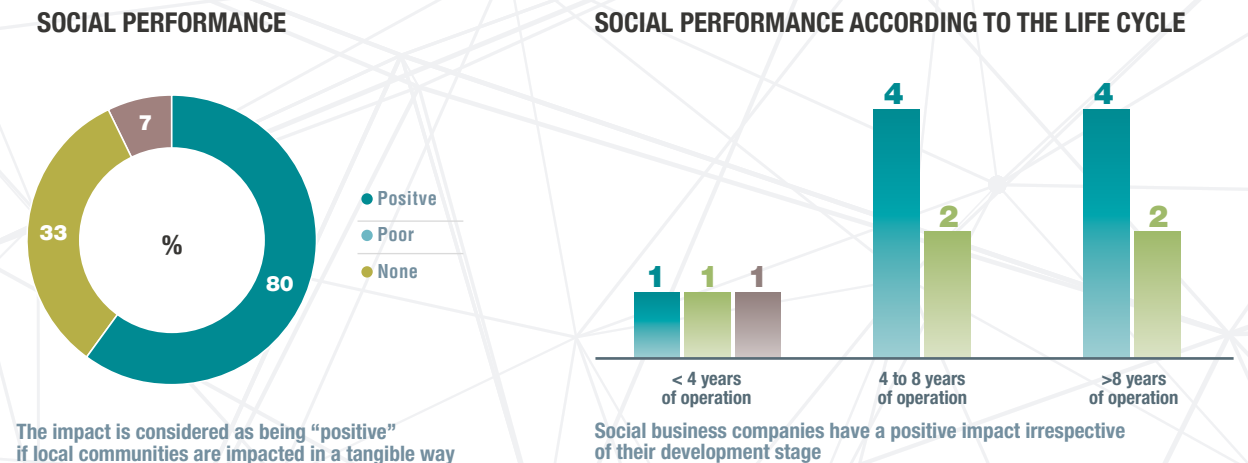 SOCIAL PERFORMANCE
7
33
%
80
Positve
Poor
None
The impact is considered as being “positive”
if local communities are impacted in a tangible way
SOCIAL PERFORMANCE ACCORDING TO THE LIFE CYCLE
1 1 1
4 2
4 2
< 4 years
of operation
4 to 8 years
of operation
>8 years
of operation
Social business companies have a positive impact irrespective
of their development stage